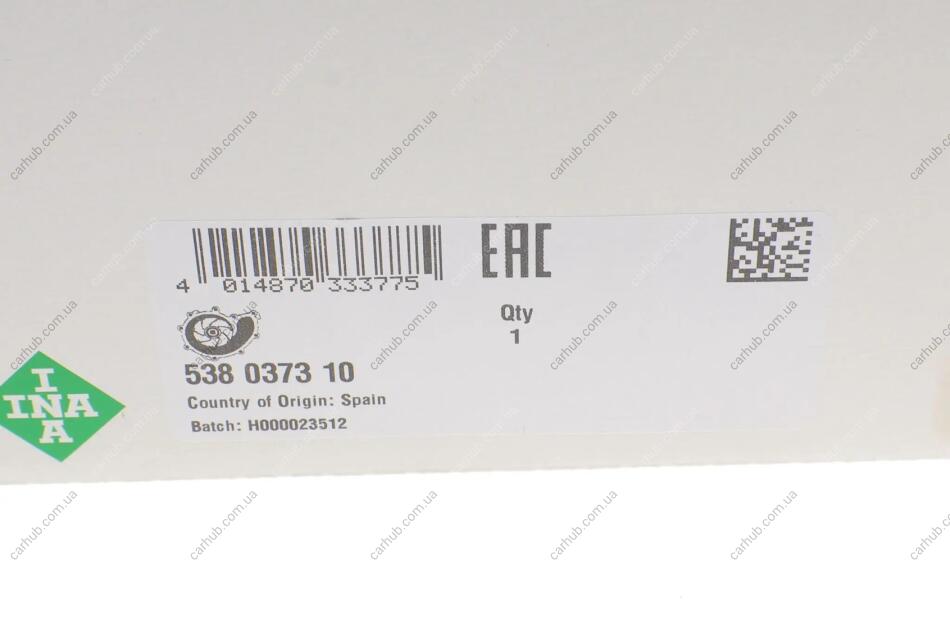 4 014870 333775
EAC
Qty
1
538 0373 10
Country of Origin: Spain
Batch: H000023512
INA
INA
carhub.com.ua